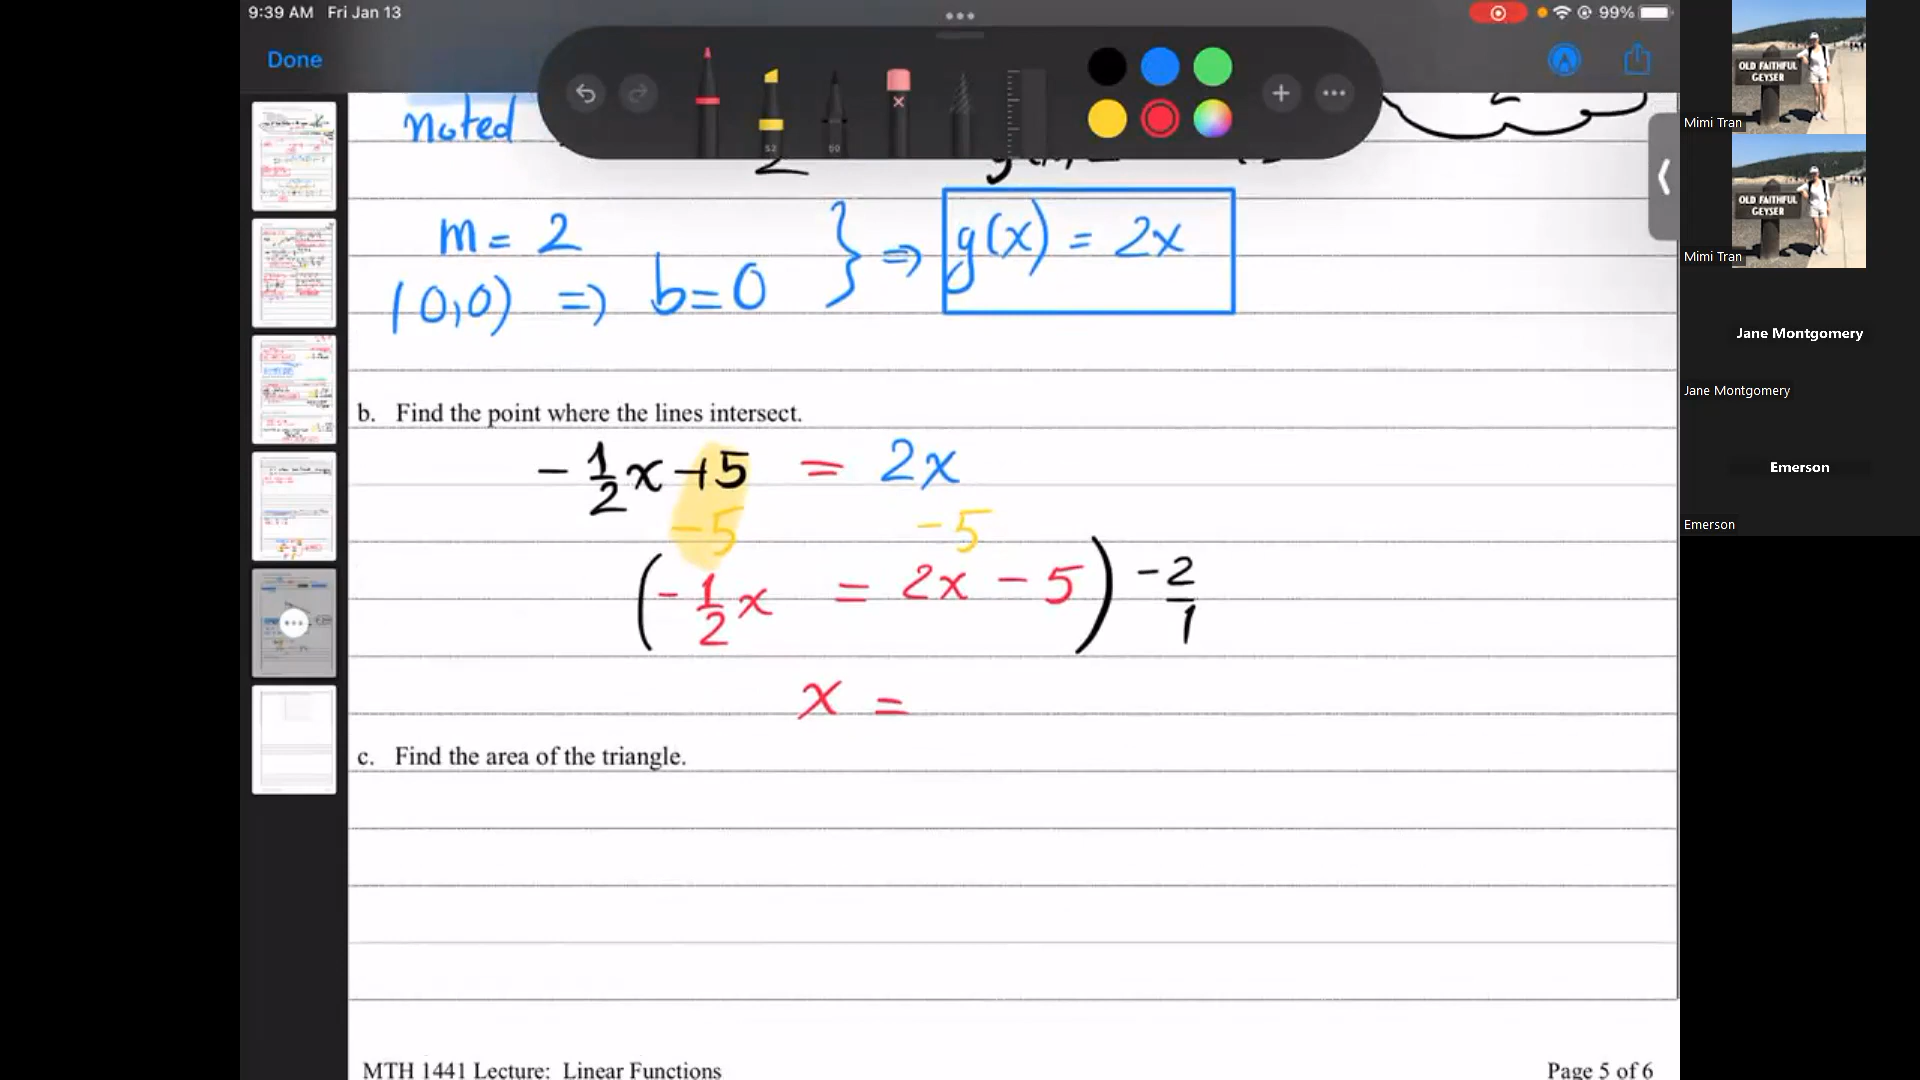 9:39 AM Fri Jan 13
99%
Done
OLD FAITHFUL
GEYSER
Mimi Tran
OLD FAITHFUL
GEYSER
Mimi Tran
Jane Montgomery
Jane Montgomery
Emerson
Emerson
52
50
noted
2
m = 2
(0,0) ⇒ b=0 } ⇒ g(x) = 2x
b. Find the point where the lines intersect.
-1/2x+5 = 2x
-5 -5
(-1/2x = 2x - 5) -2/1
x =
c. Find the area of the triangle.
MTH 1441 Lecture: Linear Functions
Page 5 of 6